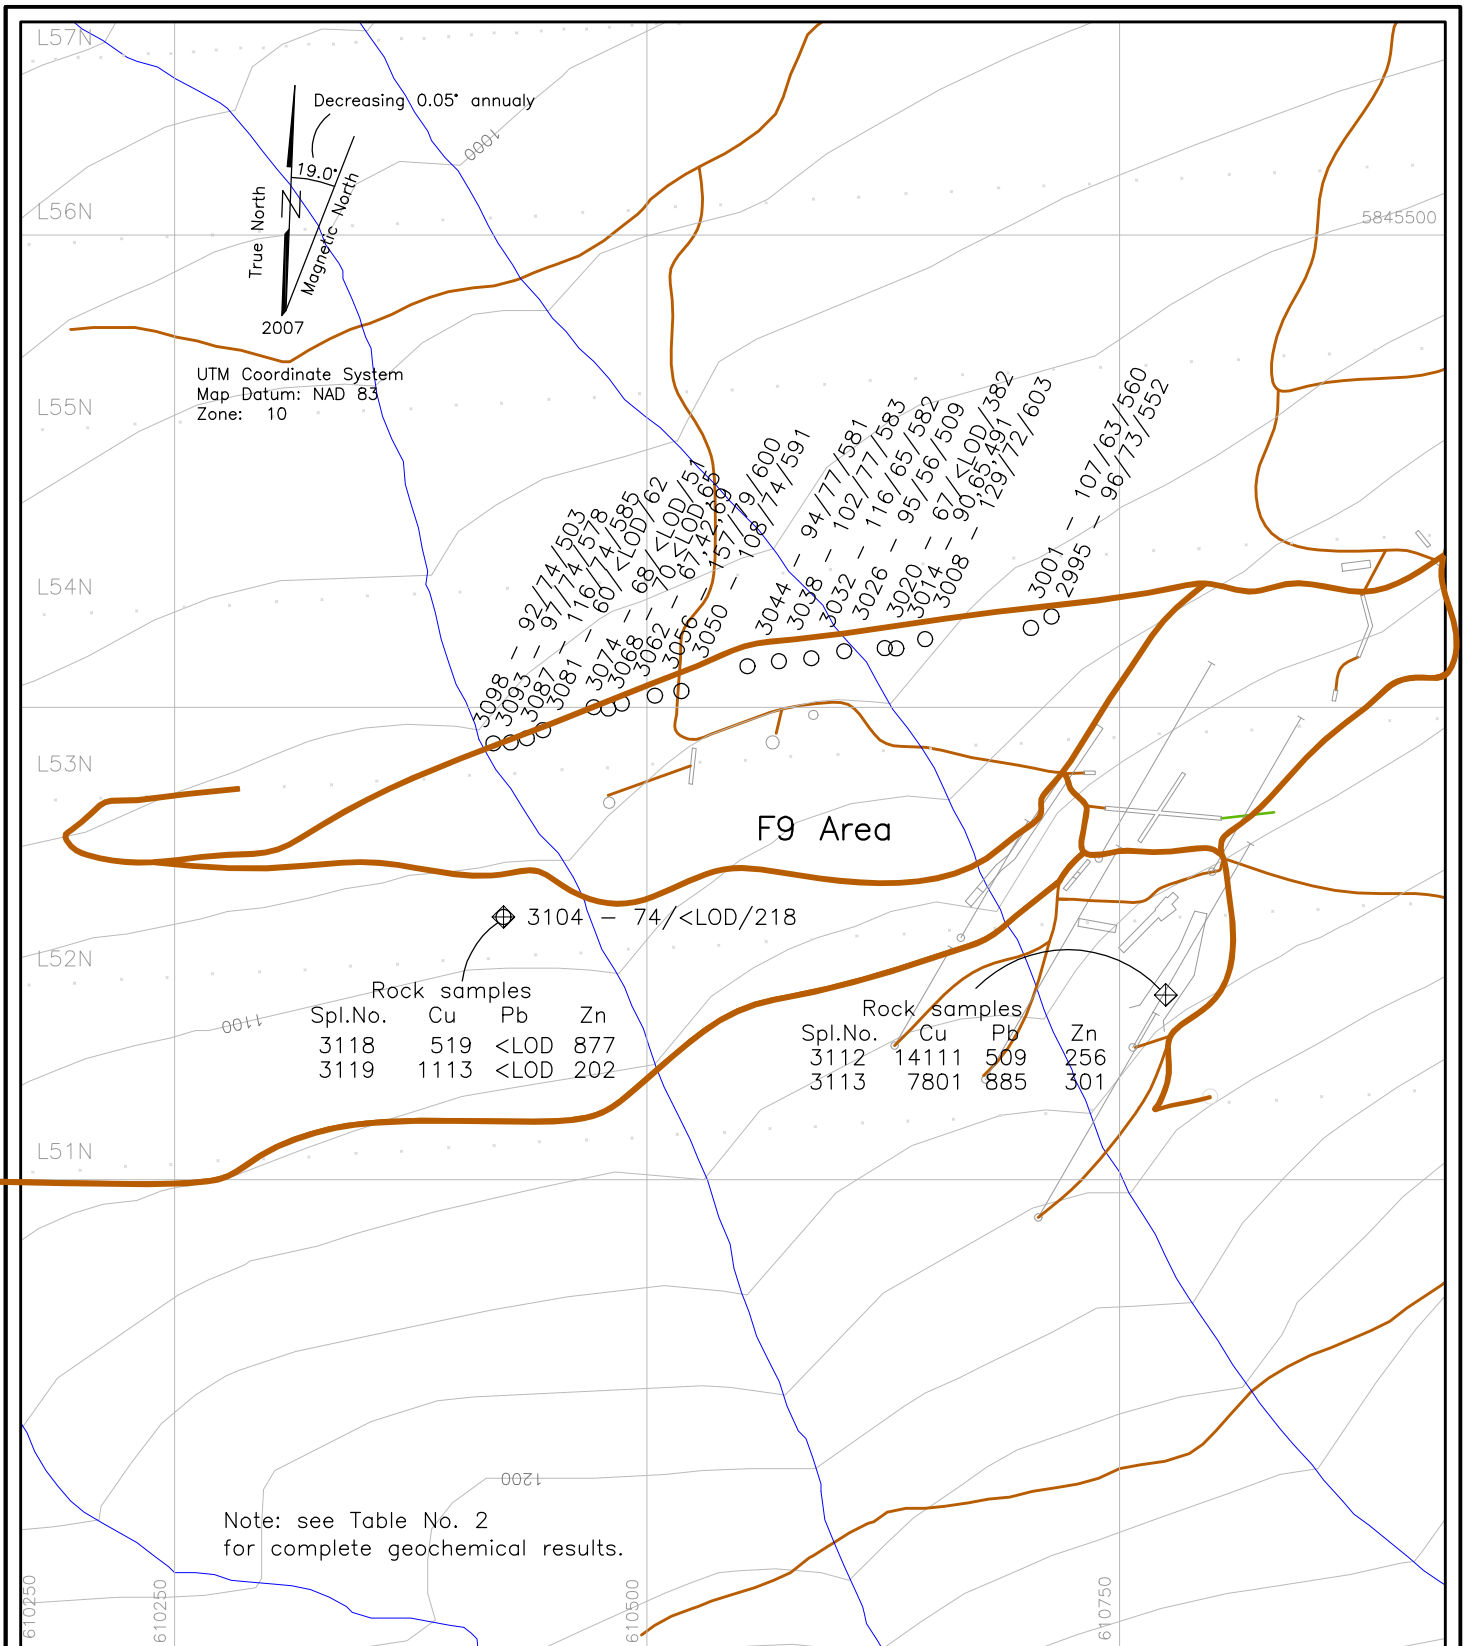 L57N
Decreasing 0.05° annualy
1000
19.0°
N
True North
Magnetic North
2007
L56N
5845500
UTM Coordinate System
Map Datum: NAD 83
Zone: 10
L55N
L54N
3098 – 92/74/503
3093 – 97/74/578
3087 – 116/74/585
3081 – 60/<LOD/62
3074 – 68/<LOD/51
3068 – 70,<LOD,65
3062 – 67,42,69
3056 – 157/79/600
3050 – 108/74/591
3044 – 94/77/581
3038 – 102/77/583
3032 – 116/65/582
3026 – 95/56/509
3020 – 67/<LOD/382
3014 – 90,65,491
3008 – 129/72/603
3001 – 107/63/560
2995 – 96/73/552
L53N
F9 Area
3104 – 74/<LOD/218
L52N
Rock samples
Spl.No. Cu Pb Zn
3118 519 <LOD 877
3119 1113 <LOD 202
1100
Rock samples
Spl.No. Cu Pb Zn
3112 14111 509 256
3113 7801 885 301
L51N
1200
Note: see Table No. 2
for complete geochemical results.
610250
610250
610500
610750